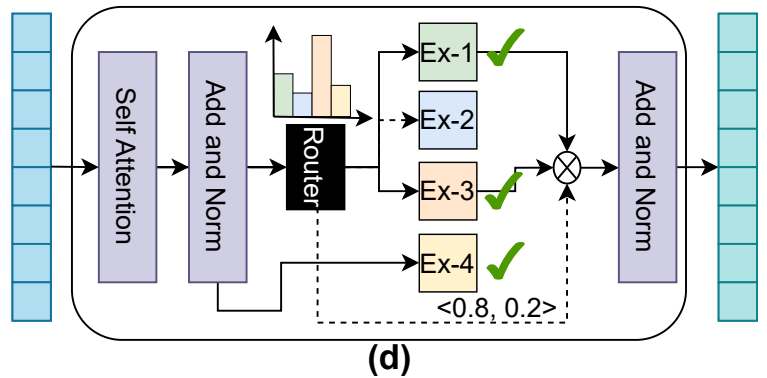 Self Attention
Add and Norm
Router
Ex-1
Ex-2
Ex-3
Ex-4
<0.8, 0.2>
Add and Norm
(d)